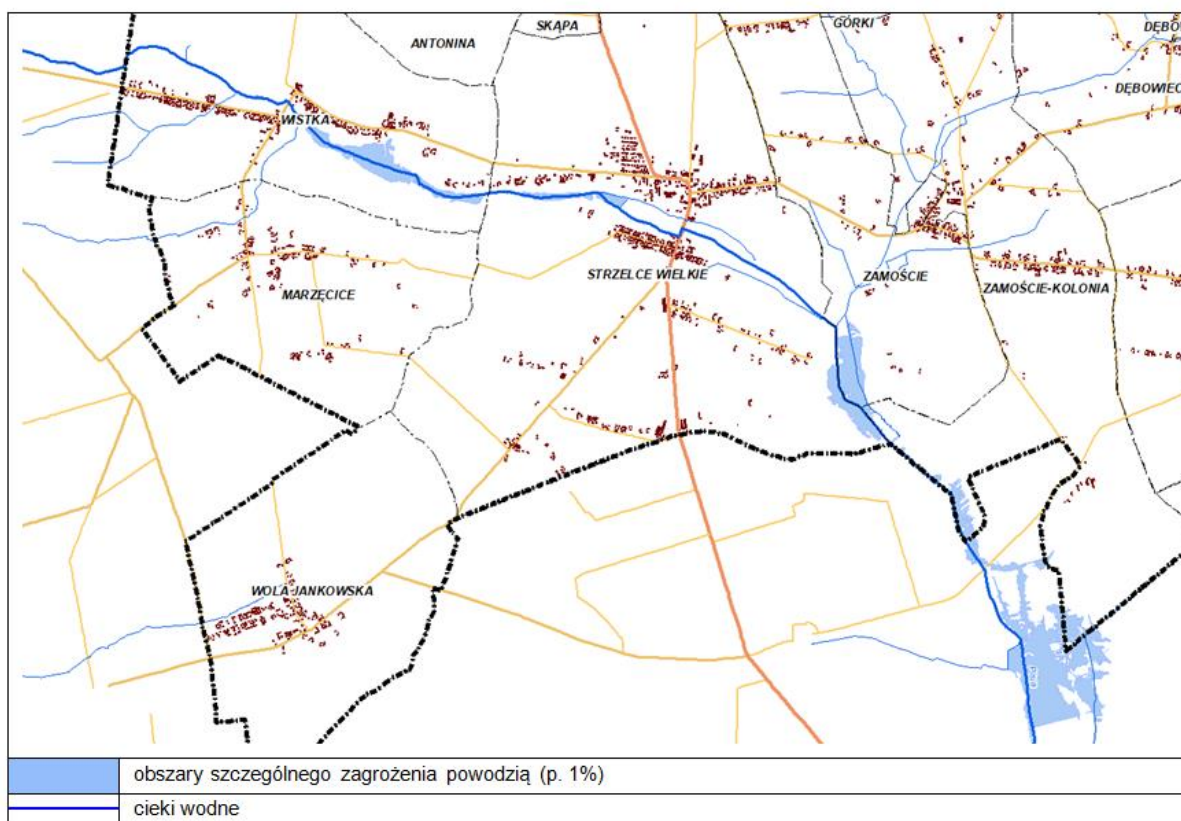 SKĄPA
GÓRKI
DĘBOW
ANTONINA
DĘBOWIEC
WISTKA
STRZELCE WIELKIE
ZAMOŚCIE
ZAMOŚCIE-KOLONIA
MARZĘCICE
WOLA JANKOWSKA
obszary szczególnego zagrożenia powodzią (p. 1%)
cieki wodne